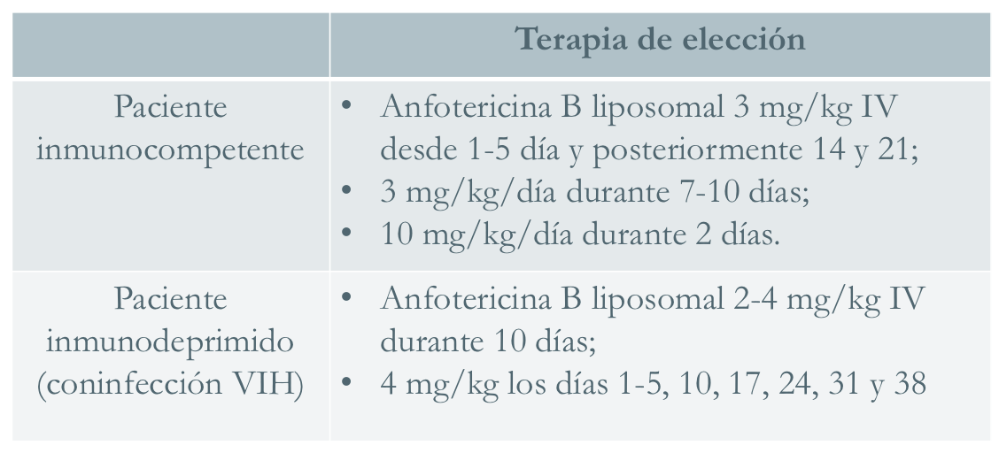 Terapia de elección
Paciente
inmunocompetente
• Anfotericina B liposomal 3 mg/kg IV
desde 1-5 día y posteriormente 14 y 21;
• 3 mg/kg/día durante 7-10 días;
• 10 mg/kg/día durante 2 días.
Paciente
inmunodeprimido
(coninfección VIH)
• Anfotericina B liposomal 2-4 mg/kg IV
durante 10 días;
• 4 mg/kg los días 1-5, 10, 17, 24, 31 y 38